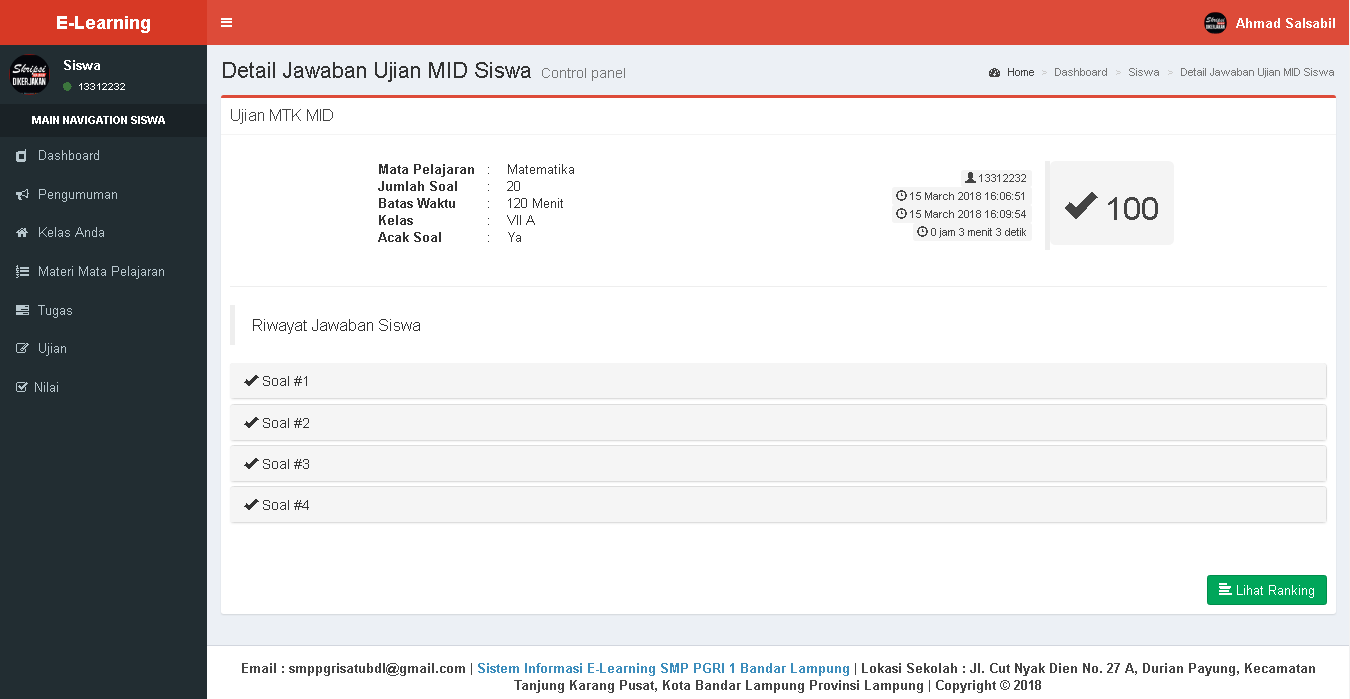 E-Learning
Ahmad Salsabil
Skripsi
DIKERJAKAN
Siswa
13312232
MAIN NAVIGATION SISWA
Dashboard
Pengumuman
Kelas Anda
Materi Mata Pelajaran
Tugas
Ujian
Nilai
Detail Jawaban Ujian MID Siswa Control panel
Home > Dashboard > Siswa > Detail Jawaban Ujian MID Siswa
Ujian MTK MID
Mata Pelajaran : Matematika
Jumlah Soal : 20
Batas Waktu : 120 Menit
Kelas : VII A
Acak Soal : Ya
13312232
15 March 2018 16:06:51
15 March 2018 16:09:54
0 jam 3 menit 3 detik
100
Riwayat Jawaban Siswa
Soal #1
Soal #2
Soal #3
Soal #4
Lihat Ranking
Email : smppgrisatubdl@gmail.com | Sistem Informasi E-Learning SMP PGRI 1 Bandar Lampung | Lokasi Sekolah : Jl. Cut Nyak Dien No. 27 A, Durian Payung, Kecamatan
Tanjung Karang Pusat, Kota Bandar Lampung Provinsi Lampung | Copyright © 2018